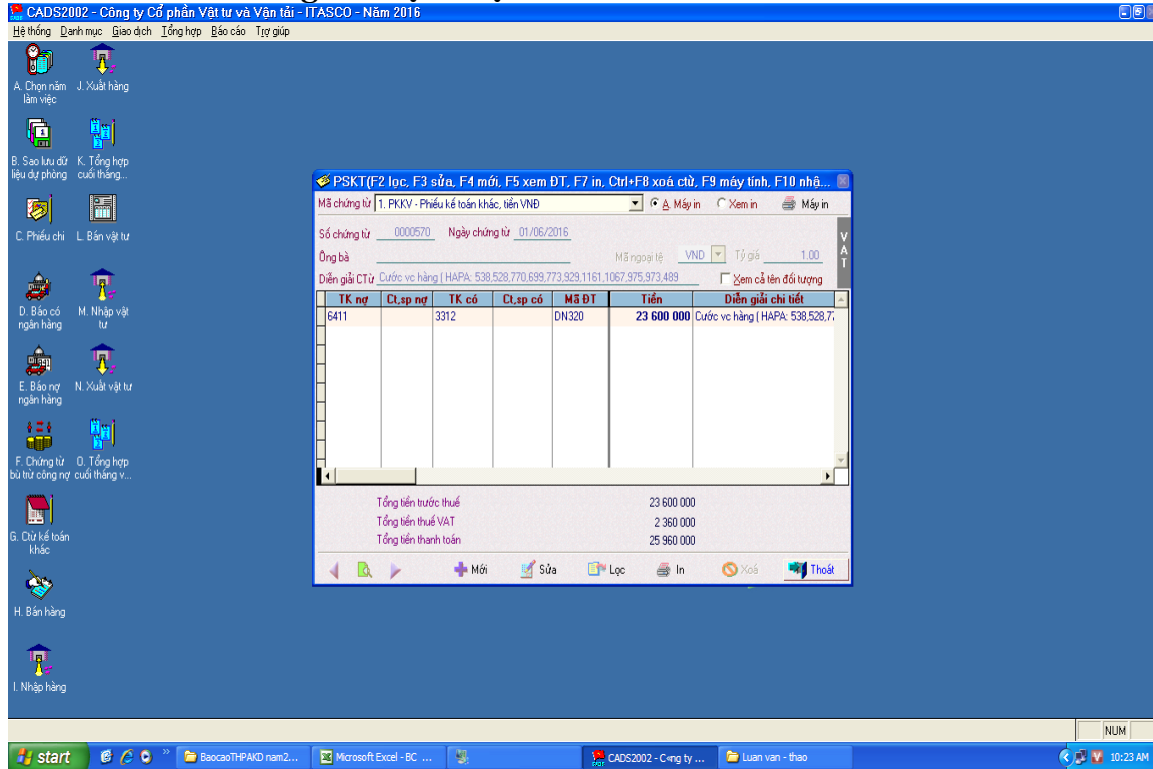 CADS2002 - Công ty Cổ phần Vật tư và Vận tải - ITASCO - Năm 2016
Hệ thống Danh mục Giao dịch Tổng hợp Báo cáo Trợ giúp
A. Chọn năm làm việc
J. Xuất hàng
B. Sao lưu dữ liệu dự phòng
K. Tổng hợp cuối tháng...
C. Phiếu chi
L. Bán vật tư
D. Báo có ngân hàng
M. Nhập vật tư
E. Báo nợ ngân hàng
N. Xuất vật tư
F. Chứng từ bù trừ công nợ
O. Tổng hợp cuối tháng v...
G. Ctừ kế toán khác
H. Bán hàng
I. Nhập hàng
PSKT(F2 lọc, F3 sửa, F4 mới, F5 xem ĐT, F7 in, Ctrl+F8 xoá ctừ, F9 máy tính, F10 nhậ...
Mã chứng từ 1. PKKV - Phiếu kế toán khác, tiền VNĐ A. Máy in Xem in Máy in
Số chứng từ 0000570 Ngày chứng từ 01/06/2016
Ông bà Mã ngoại tệ VND Tỷ giá 1.00
Diễn giải CTừ Cước vc hàng ( HAPA: 538,528,770,699,773,929,1161,1067,975,973,489 Xem cả tên đối tượng
VAT
TK nợ Ct,sp nợ TK có Ct,sp có Mã ĐT Tiền Diễn giải chi tiết
6411 3312 DN320 23 600 000 Cước vc hàng ( HAPA: 538,528,7
Tổng tiền trước thuế 23 600 000
Tổng tiền thuế VAT 2 360 000
Tổng tiền thanh toán 25 960 000
Mới Sửa Lọc In Xoá Thoát
NUM
start BaocaoTHPAKD nam2... Microsoft Excel - BC ... CADS2002 - C«ng ty ... Luan van - thao 10:23 AM